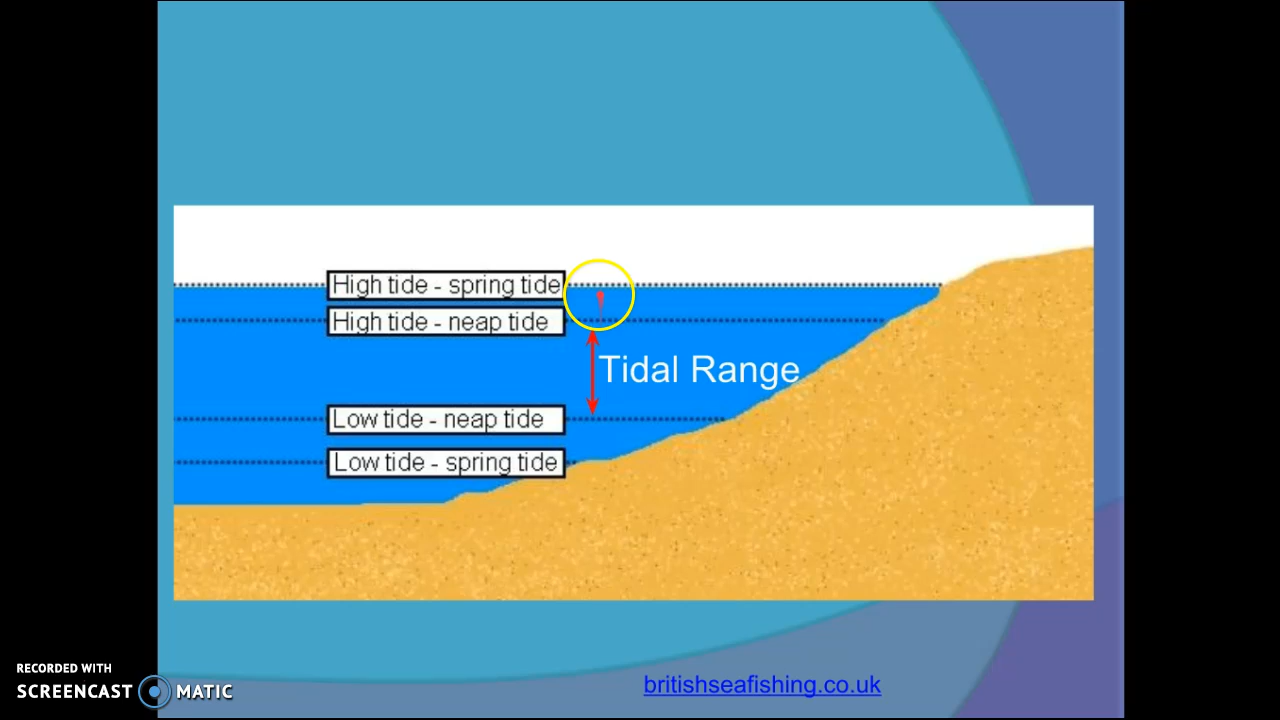 High tide - spring tide
High tide - neap tide
Tidal Range
Low tide - neap tide
Low tide - spring tide
RECORDED WITH
SCREENCAST MATIC
britishseafishing.co.uk